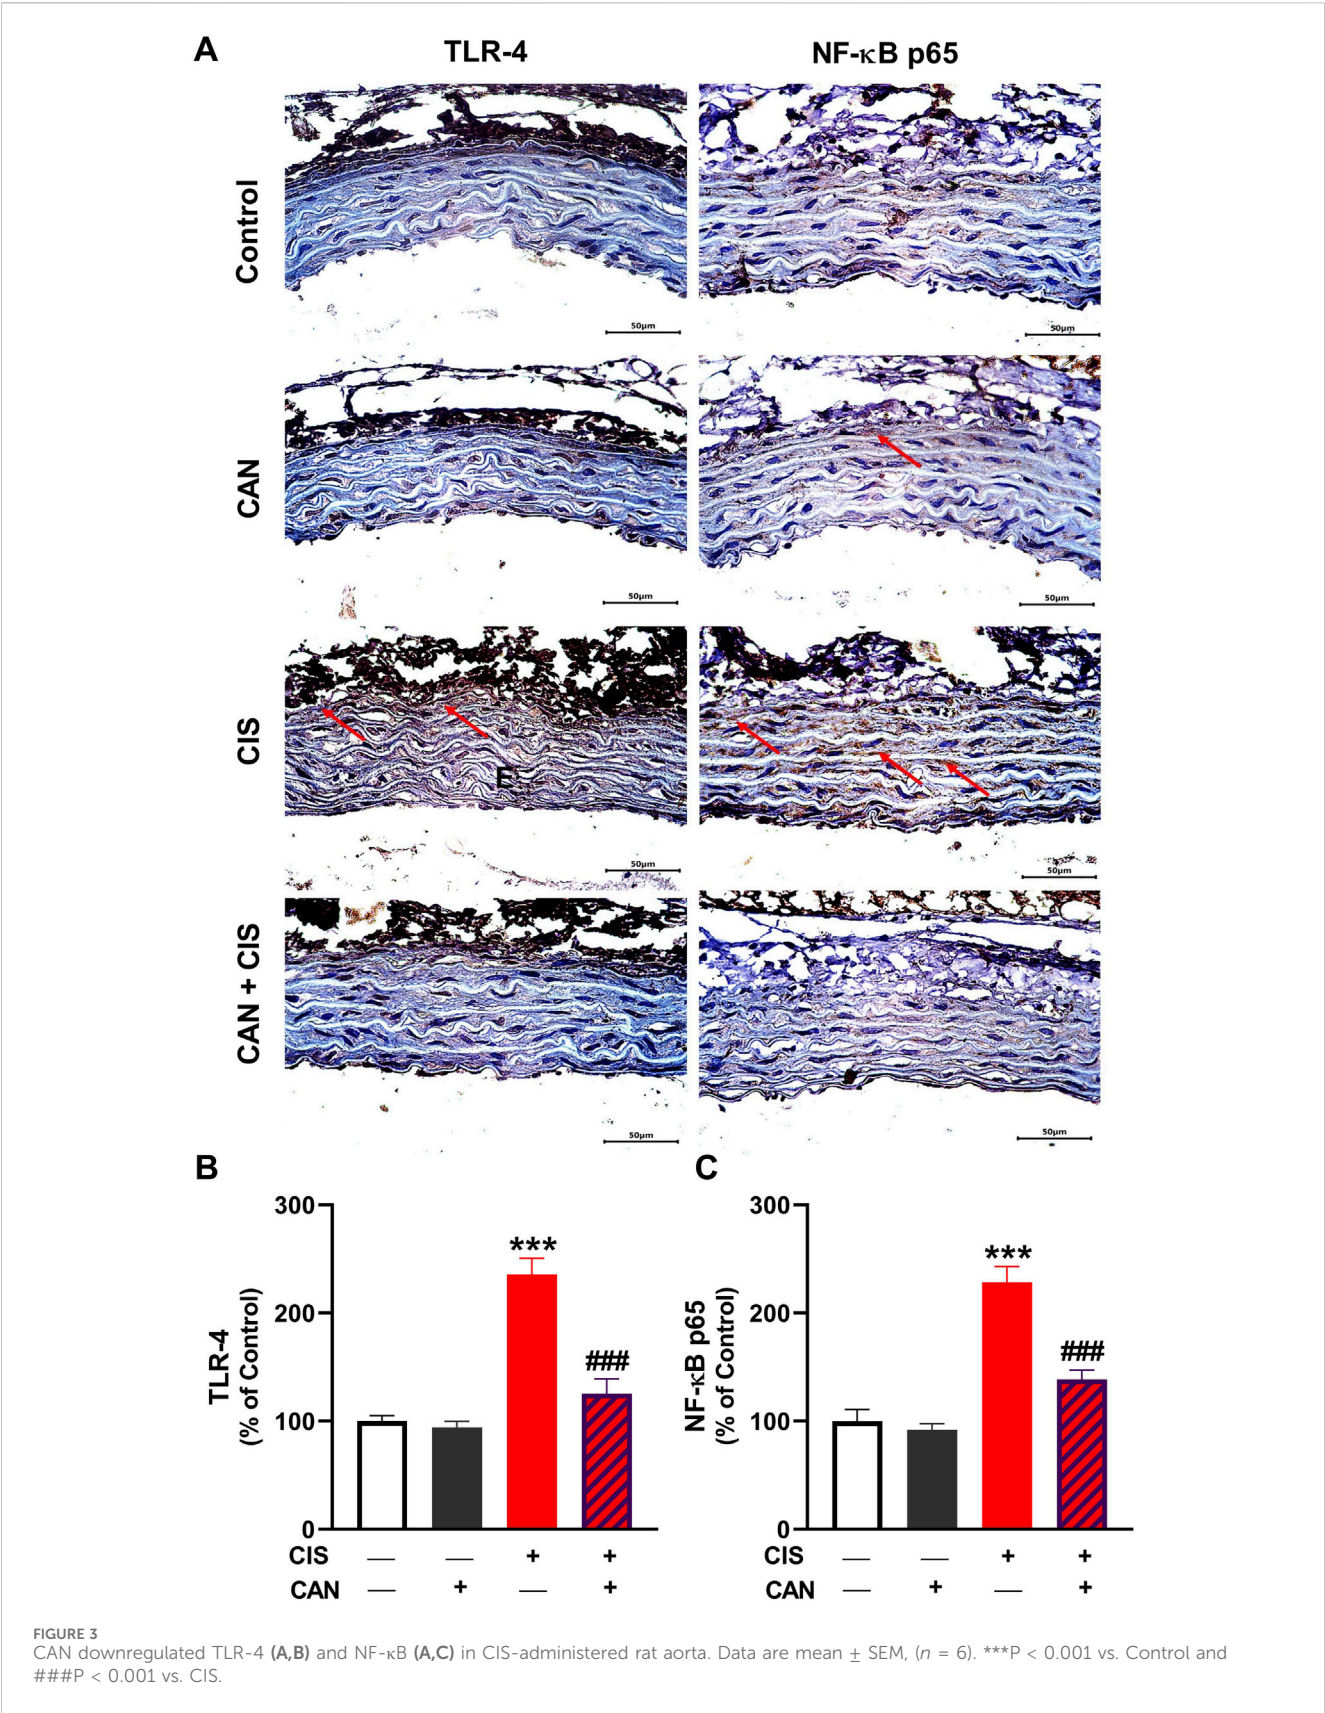 A
TLR-4
NF-κB p65
Control
50µm
50µm
CAN
50µm
50µm
CIS
E
50µm
50µm
CAN + CIS
50µm
50µm
B
TLR-4
(% of Control)
300
200
100
0
***
###
CIS — — + +
CAN — + — +
C
NF-κB p65
(% of Control)
300
200
100
0
***
###
CIS — — + +
CAN — + — +
FIGURE 3
CAN downregulated TLR-4 (A,B) and NF-κB (A,C) in CIS-administered rat aorta. Data are mean ± SEM, (n = 6). ***P < 0.001 vs. Control and
###P < 0.001 vs. CIS.